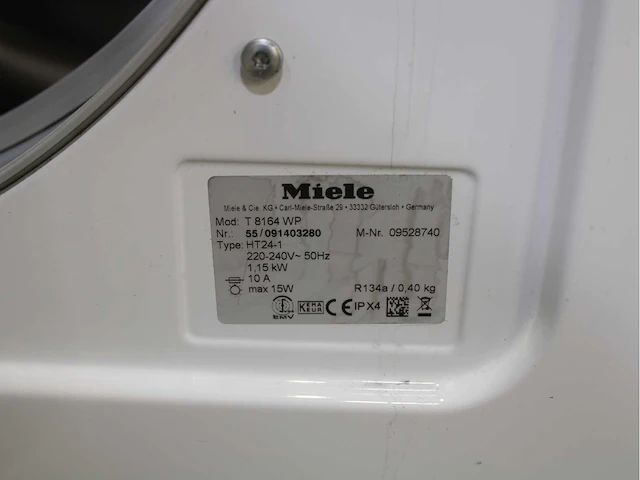 Miele
Miele & Cie. KG • Carl-Miele-Straße 29 • 33332 Gütersloh • Germany
Mod: T 8164 WP
Nr.: 55/091403280 M-Nr. 09528740
Type: HT24-1
220-240V~ 50Hz
1,15 kW
10 A
max 15W R134a / 0,40 kg
EMV KEMA KEUR CE IPX4